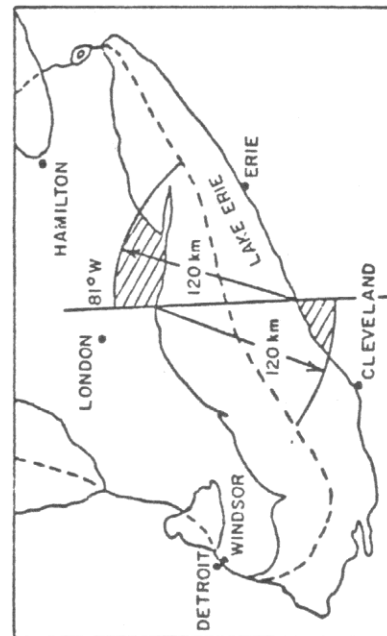 HAMILTON
81° W
LONDON
120 km
LAKE ERIE
ERIE
120 km
CLEVELAND
DETROIT
WINDSOR